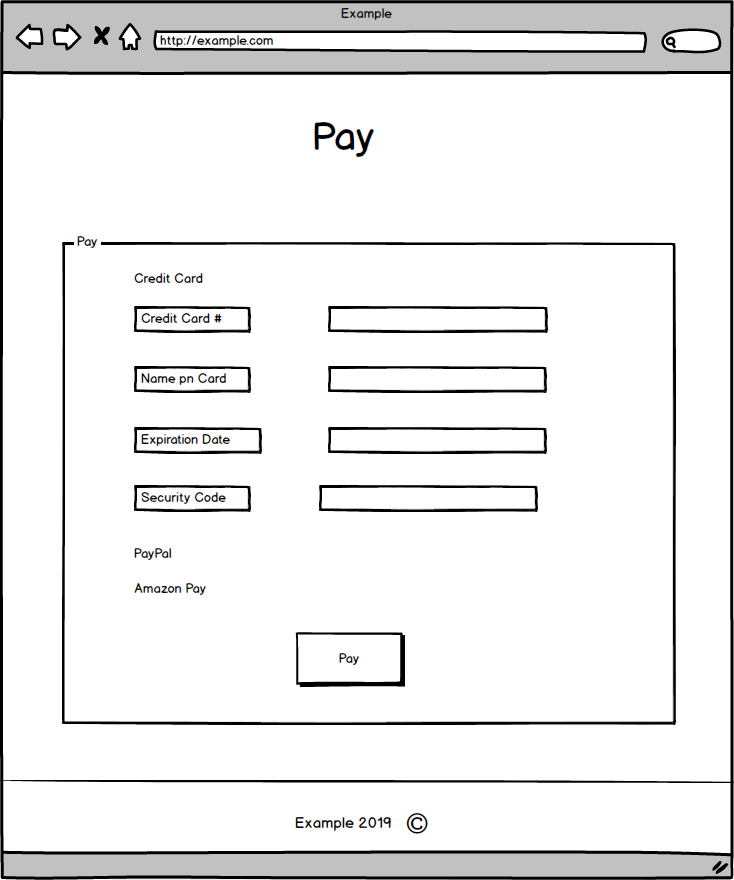 Example
http://example.com
Pay
Pay
Credit Card
Credit Card #
Name pn Card
Expiration Date
Security Code
PayPal
Amazon Pay
Pay
Example 2019 ©